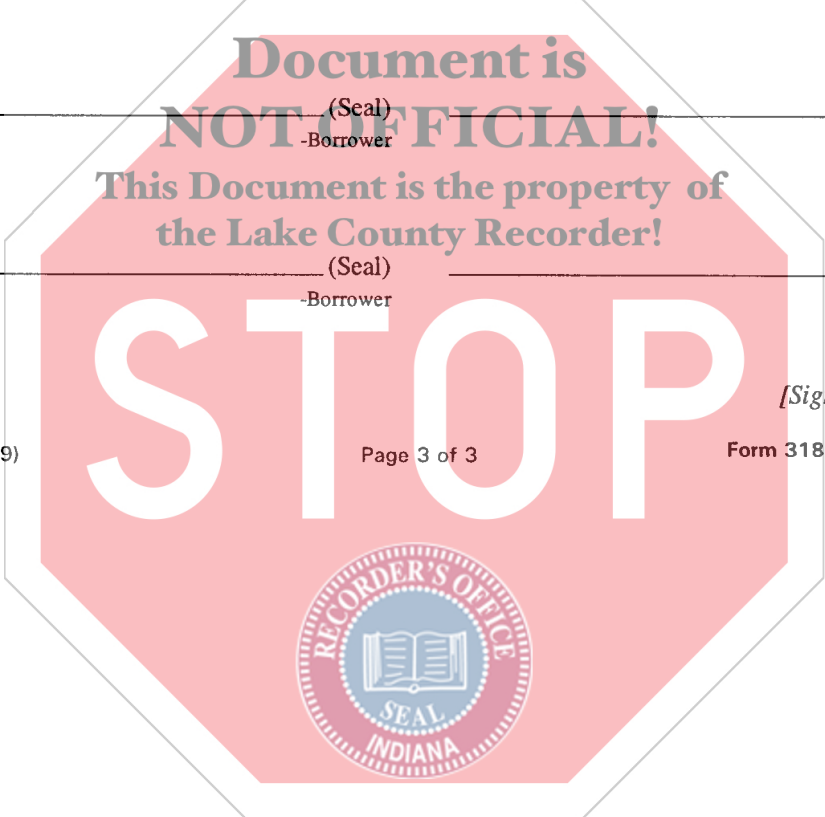 Document is
(Seal)
NOT OFFICIAL!
-Borrower
This Document is the property of
the Lake County Recorder!
(Seal)
-Borrower
STOP
[Sig
9)
Page 3 of 3
Form 318
RECORDER'S OFFICE
SEAL
INDIANA